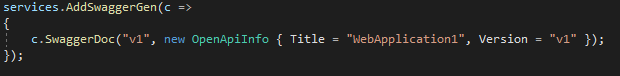 services.AddSwaggerGen(c =>
{
    c.SwaggerDoc("v1", new OpenApiInfo { Title = "WebApplication1", Version = "v1" });
});